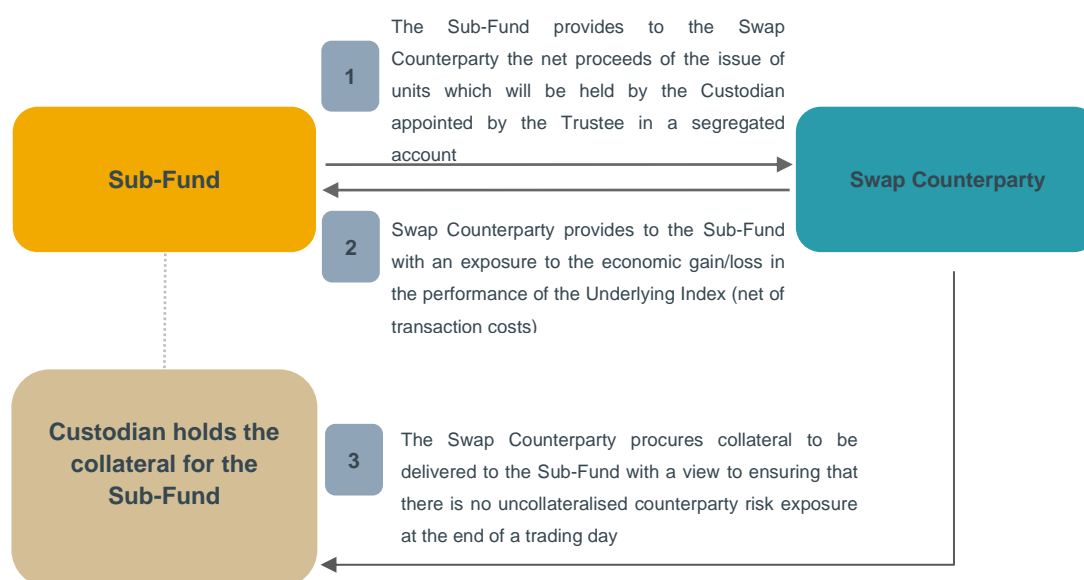 1
The Sub-Fund provides to the Swap
Counterparty the net proceeds of the issue of
units which will be held by the Custodian
appointed by the Trustee in a segregated
account
Sub-Fund
Swap Counterparty
2
Swap Counterparty provides to the Sub-Fund
with an exposure to the economic gain/loss in
the performance of the Underlying Index (net of
transaction costs)
Custodian holds the
collateral for the
Sub-Fund
3
The Swap Counterparty procures collateral to be
delivered to the Sub-Fund with a view to ensuring that
there is no uncollateralised counterparty risk exposure
at the end of a trading day